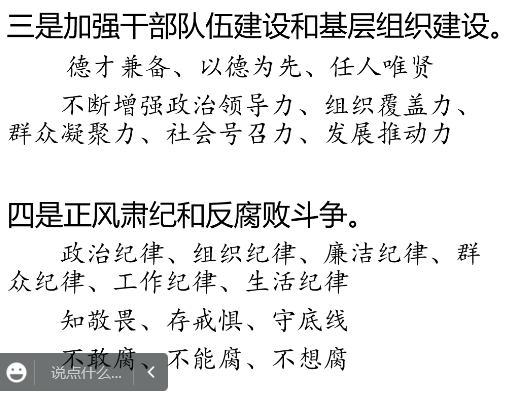 三是加强干部队伍建设和基层组织建设。
德才兼备、以德为先、任人唯贤
不断增强政治领导力、组织覆盖力、
群众凝聚力、社会号召力、发展推动力
四是正风肃纪和反腐败斗争。
政治纪律、组织纪律、廉洁纪律、群
众纪律、工作纪律、生活纪律
知敬畏、存戒惧、守底线
不敢腐、不能腐、不想腐
说点什么...